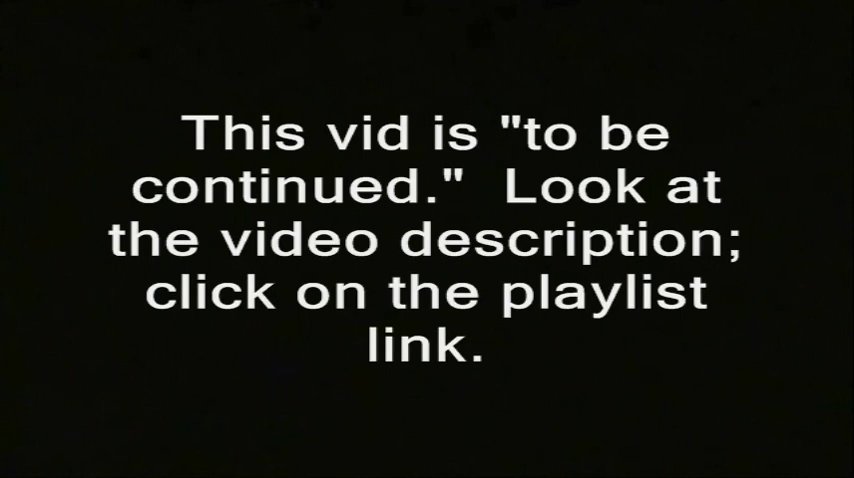 This vid is "to be
continued."  Look at
the video description;
click on the playlist
link.